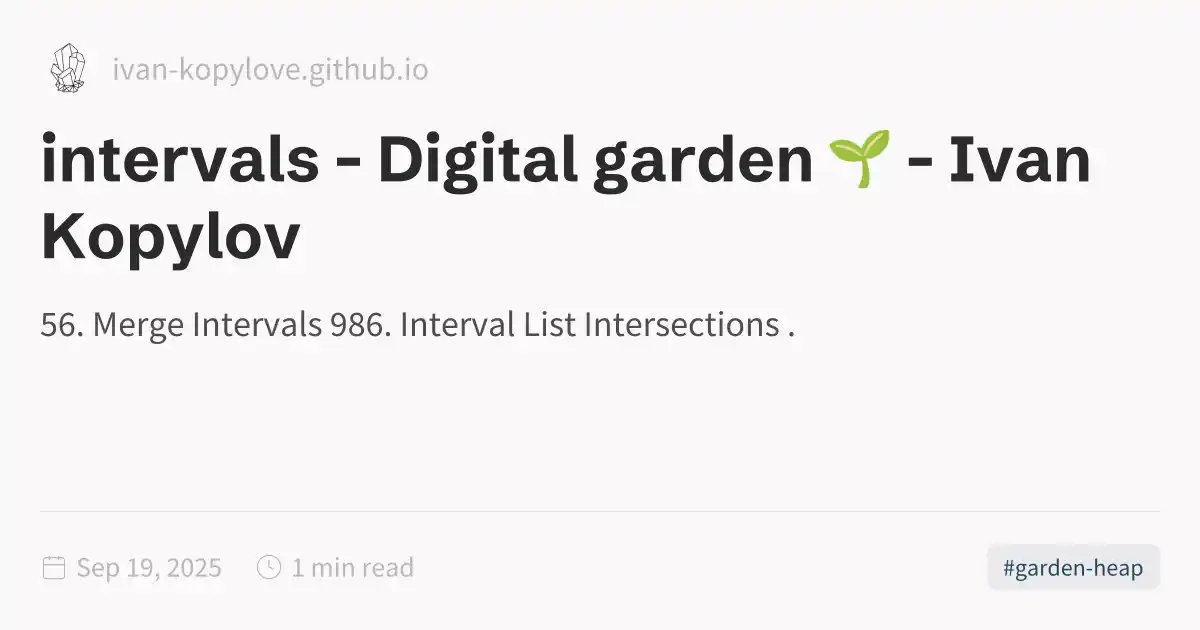 ivan-kopylove.github.io
intervals - Digital garden 🌱 - Ivan
Kopylov
56. Merge Intervals 986. Interval List Intersections .
Sep 19, 2025 1 min read #garden-heap